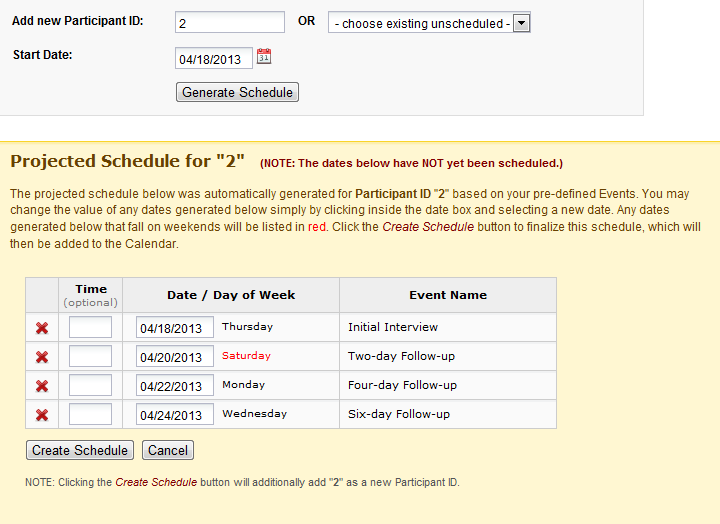 Add new Participant ID: 2 OR - choose existing unscheduled -
Start Date: 04/18/2013 31
Generate Schedule
Projected Schedule for "2" (NOTE: The dates below have NOT yet been scheduled.)
The projected schedule below was automatically generated for Participant ID "2" based on your pre-defined Events. You may
change the value of any dates generated below simply by clicking inside the date box and selecting a new date. Any dates
generated below that fall on weekends will be listed in red. Click the Create Schedule button to finalize this schedule, which will
then be added to the Calendar.
Time (optional) Date / Day of Week Event Name
04/18/2013 Thursday Initial Interview
04/20/2013 Saturday Two-day Follow-up
04/22/2013 Monday Four-day Follow-up
04/24/2013 Wednesday Six-day Follow-up
Create Schedule Cancel
NOTE: Clicking the Create Schedule button will additionally add "2" as a new Participant ID.